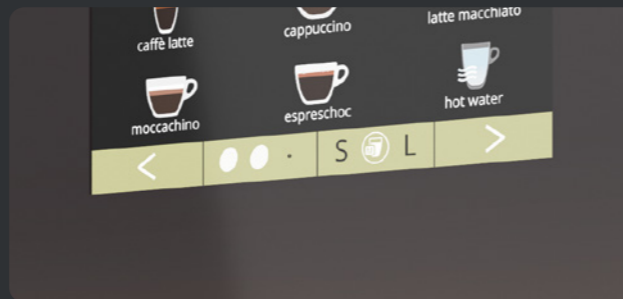 caffè latte
cappuccino
latte macchiato
moccachino
espreschoc
hot water
S L